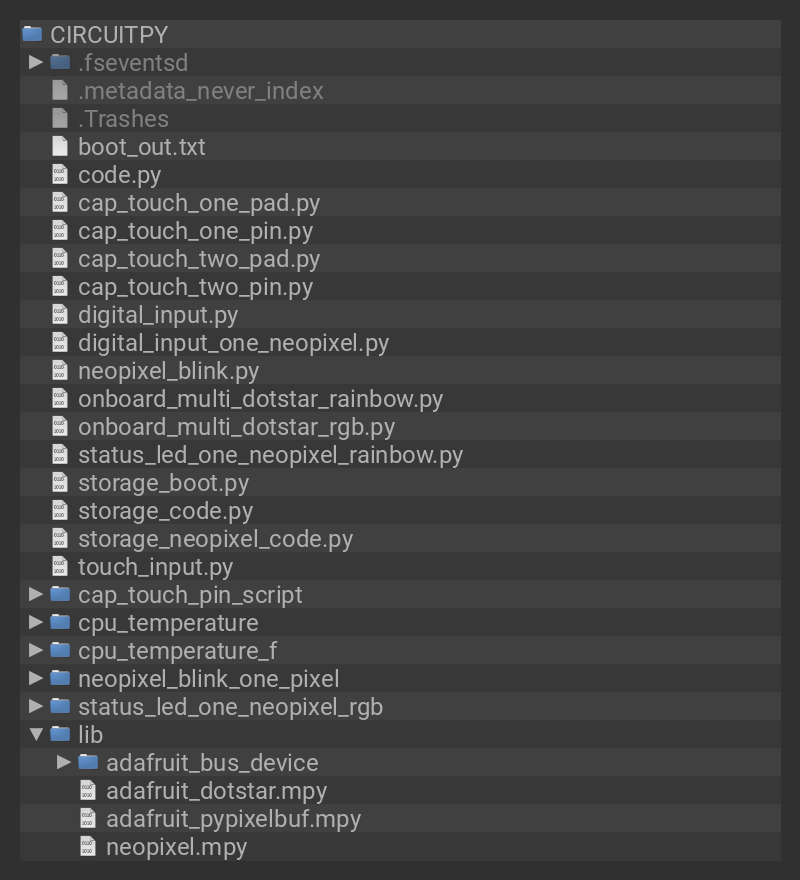 CIRCUITPY
.fseventsd
.metadata_never_index
.Trashes
boot_out.txt
code.py
cap_touch_one_pad.py
cap_touch_one_pin.py
cap_touch_two_pad.py
cap_touch_two_pin.py
digital_input.py
digital_input_one_neopixel.py
neopixel_blink.py
onboard_multi_dotstar_rainbow.py
onboard_multi_dotstar_rgb.py
status_led_one_neopixel_rainbow.py
storage_boot.py
storage_code.py
storage_neopixel_code.py
touch_input.py
cap_touch_pin_script
cpu_temperature
cpu_temperature_f
neopixel_blink_one_pixel
status_led_one_neopixel_rgb
lib
adafruit_bus_device
adafruit_dotstar.mpy
adafruit_pypixelbuf.mpy
neopixel.mpy